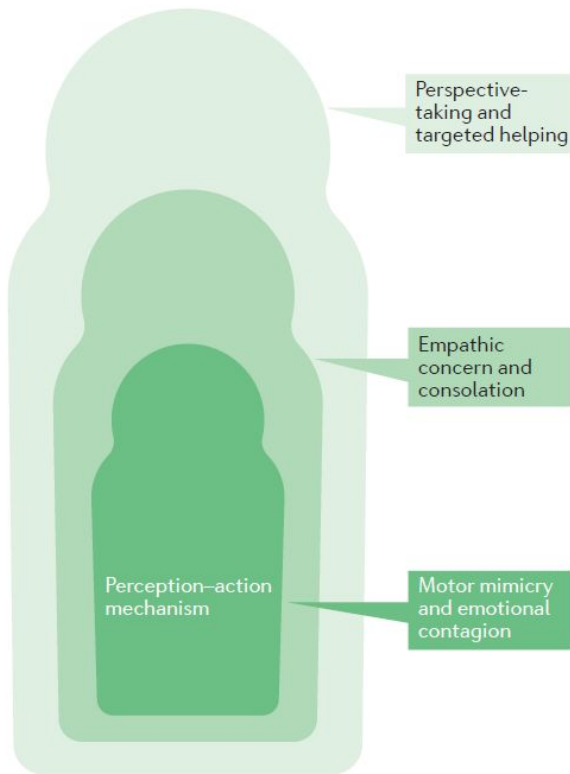 Perspective-
taking and
targeted helping
Empathic
concern and
consolation
Perception–action
mechanism
Motor mimicry
and emotional
contagion